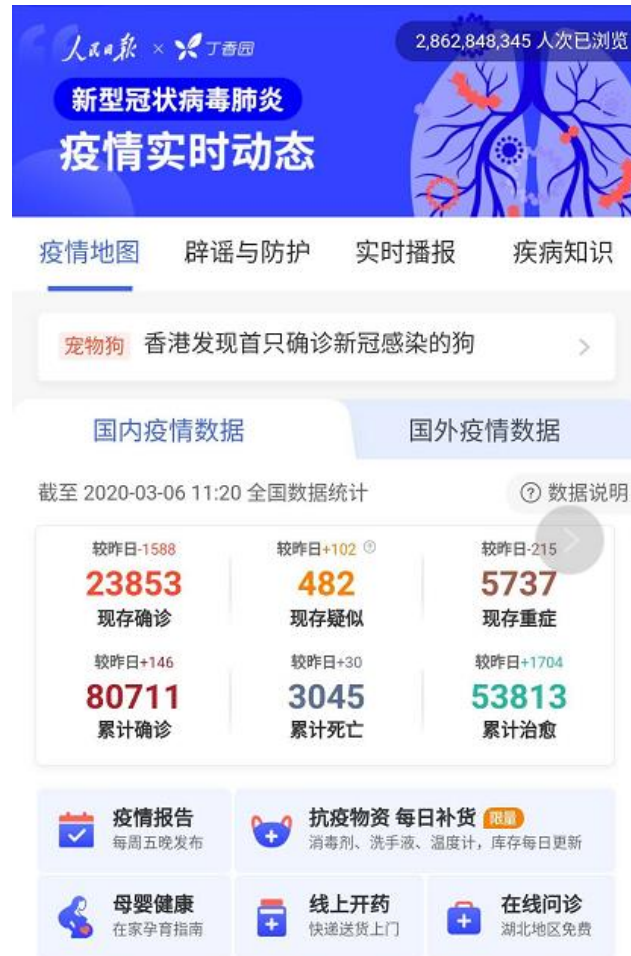 人民日报 × 丁香园
2,862,848,345 人次已浏览
新型冠状病毒肺炎
疫情实时动态
疫情地图 辟谣与防护 实时播报 疾病知识
宠物狗 香港发现首只确诊新冠感染的狗
国内疫情数据 国外疫情数据
截至 2020-03-06 11:20 全国数据统计 数据说明
较昨日-1588 较昨日+102 较昨日-215
23853 482 5737
现存确诊 现存疑似 现存重症
较昨日+146 较昨日+30 较昨日+1704
80711 3045 53813
累计确诊 累计死亡 累计治愈
疫情报告 抗疫物资 每日补货 限量
每周五晚发布 消毒剂、洗手液、温度计，库存每日更新
母婴健康 线上开药 在线问诊
在家孕育指南 快递送货上门 湖北地区免费